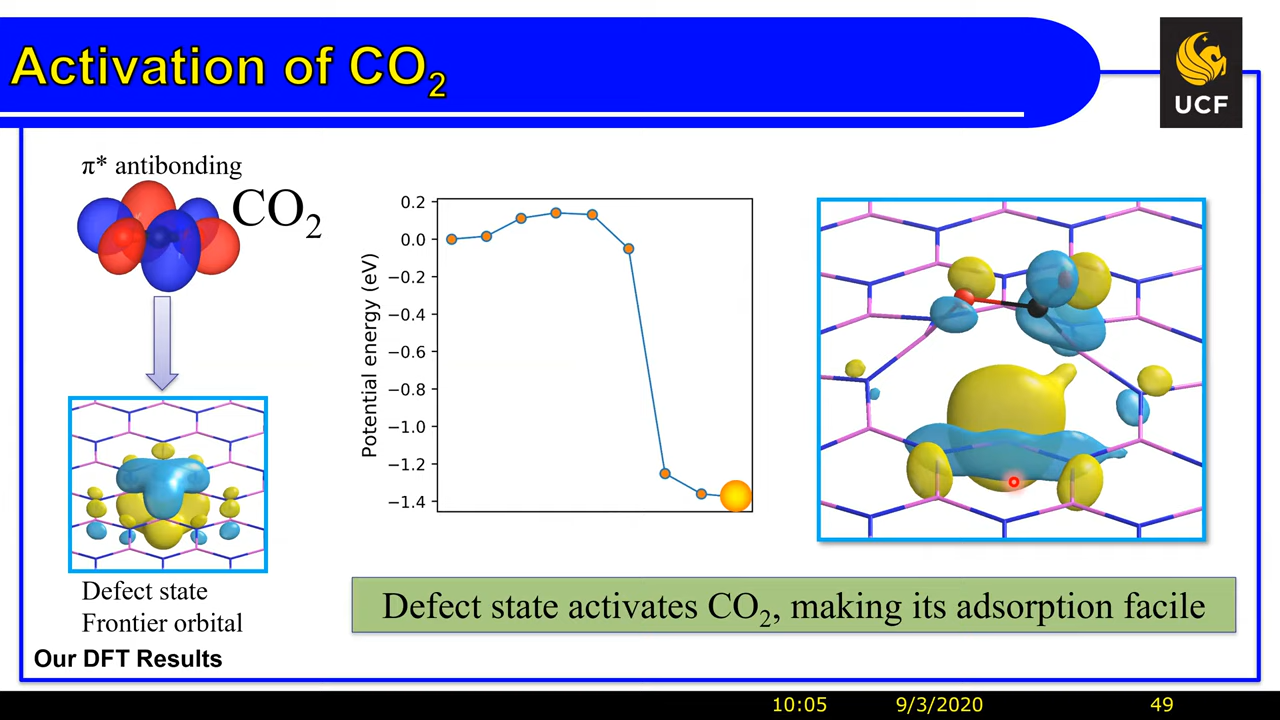 Activation of CO₂
UCF
π* antibonding
CO₂
Defect state
Frontier orbital
Our DFT Results
Potential energy (eV)
0.2
0.0
−0.2
−0.4
−0.6
−0.8
−1.0
−1.2
−1.4
Defect state activates CO₂, making its adsorption facile
10:05 9/3/2020 49